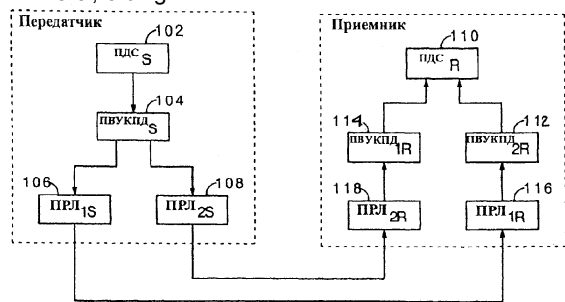 Передатчик
102
ПДС S
104
ПВУКПД S
106
ПРЛ 1S
108
ПРЛ 2S
Приемник
110
ПДС R
114
ПВУКПД 1R
112
ПВУКПД 2R
118
ПРЛ 2R
116
ПРЛ 1R